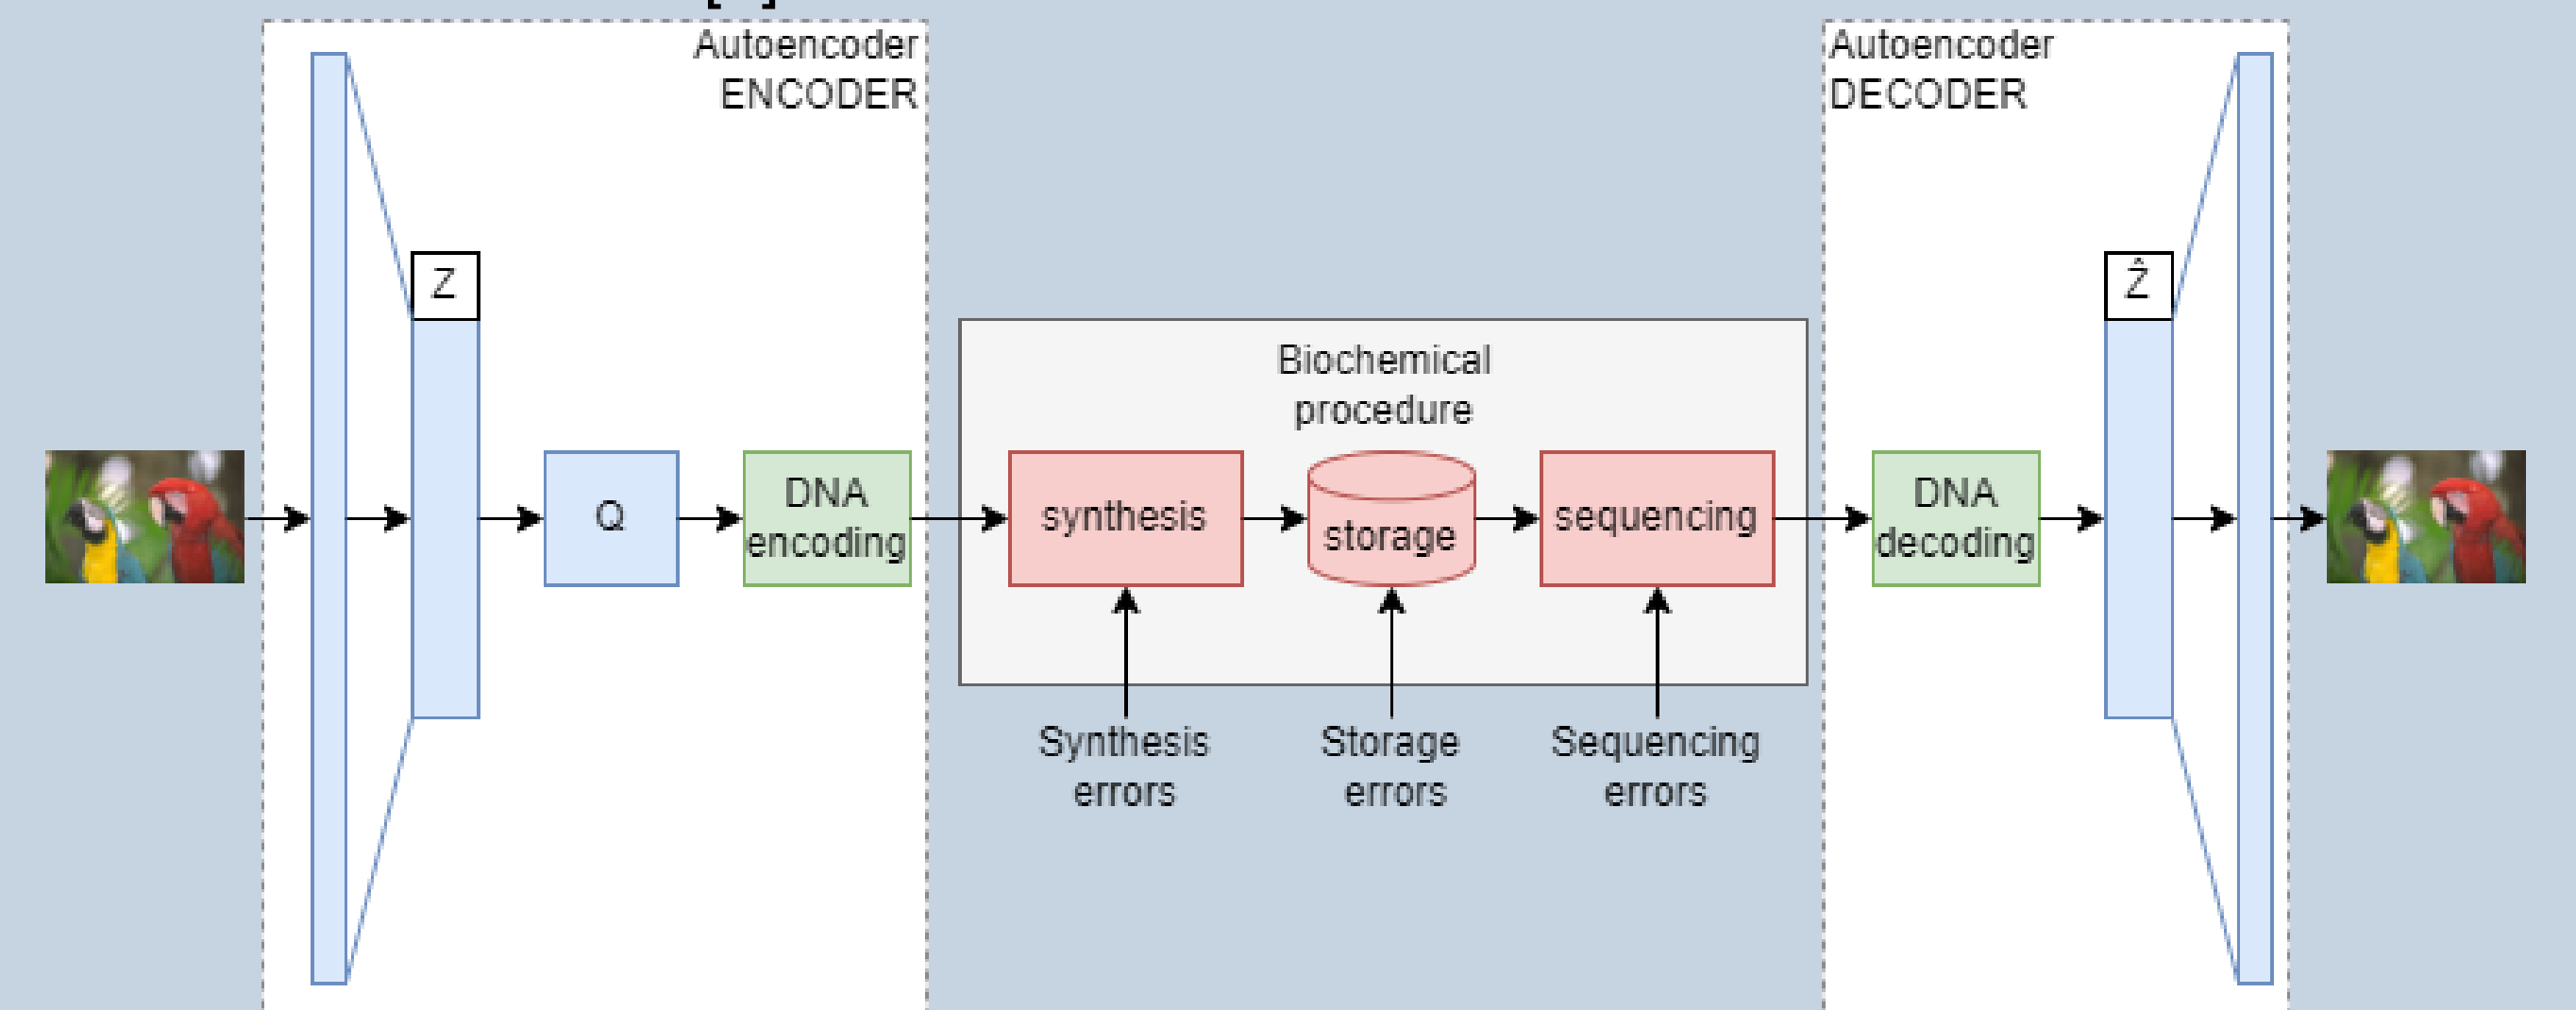 Autoencoder
ENCODER
Autoencoder
DECODER
Z
Ẑ
Biochemical
procedure
Q
DNA
encoding
synthesis
storage
sequencing
DNA
decoding
Synthesis
errors
Storage
errors
Sequencing
errors